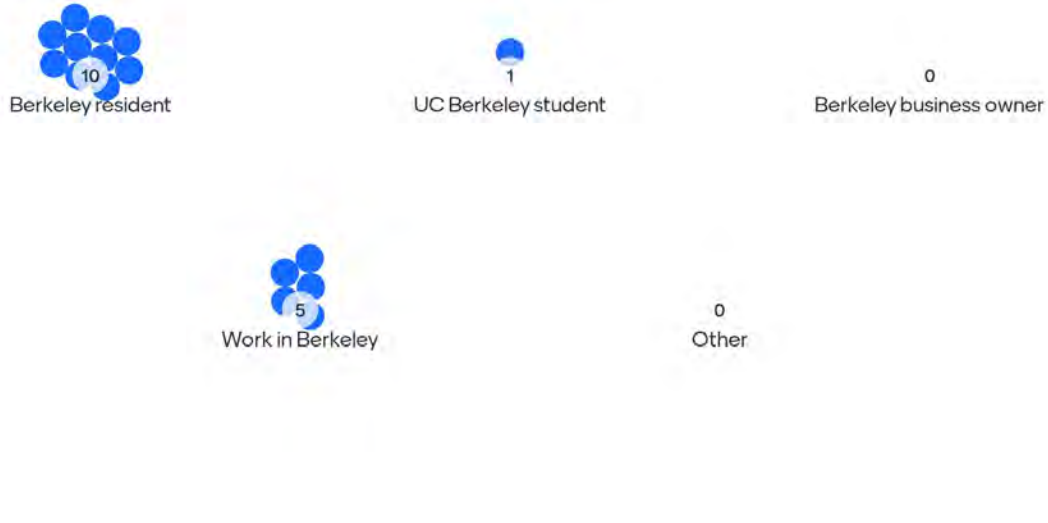 10
Berkeley resident
1
UC Berkeley student
0
Berkeley business owner
5
Work in Berkeley
0
Other